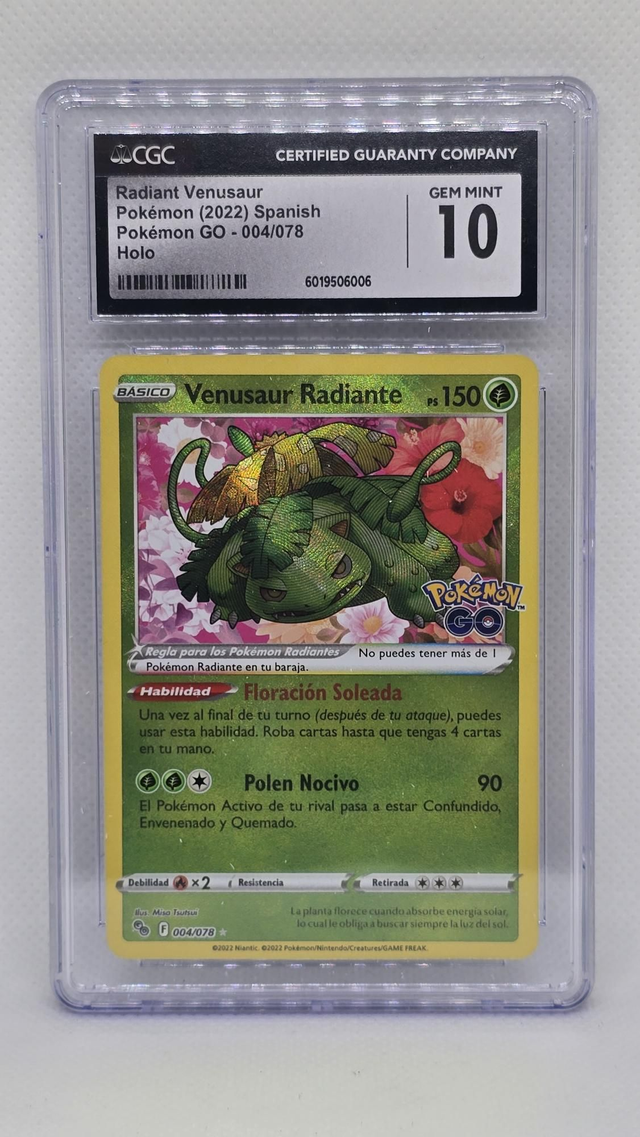 CGC CERTIFIED GUARANTY COMPANY
Radiant Venusaur
Pokémon (2022) Spanish
Pokémon GO - 004/078
Holo
GEM MINT
10
6019506006
BÁSICO Venusaur Radiante PS 150
POKéMON™
GO
Regla para los Pokémon Radiantes No puedes tener más de 1
Pokémon Radiante en tu baraja.
Habilidad Floración Soleada
Una vez al final de tu turno (después de tu ataque), puedes
usar esta habilidad. Roba cartas hasta que tengas 4 cartas
en tu mano.
Polen Nocivo 90
El Pokémon Activo de tu rival pasa a estar Confundido,
Envenenado y Quemado.
Debilidad ×2 Resistencia Retirada
Ilus. Misa Tsutsui
F 004/078
La planta florece cuando absorbe energía solar,
lo cual le obliga a buscar siempre la luz del sol.
©2022 Niantic. ©2022 Pokémon/Nintendo/Creatures/GAME FREAK.